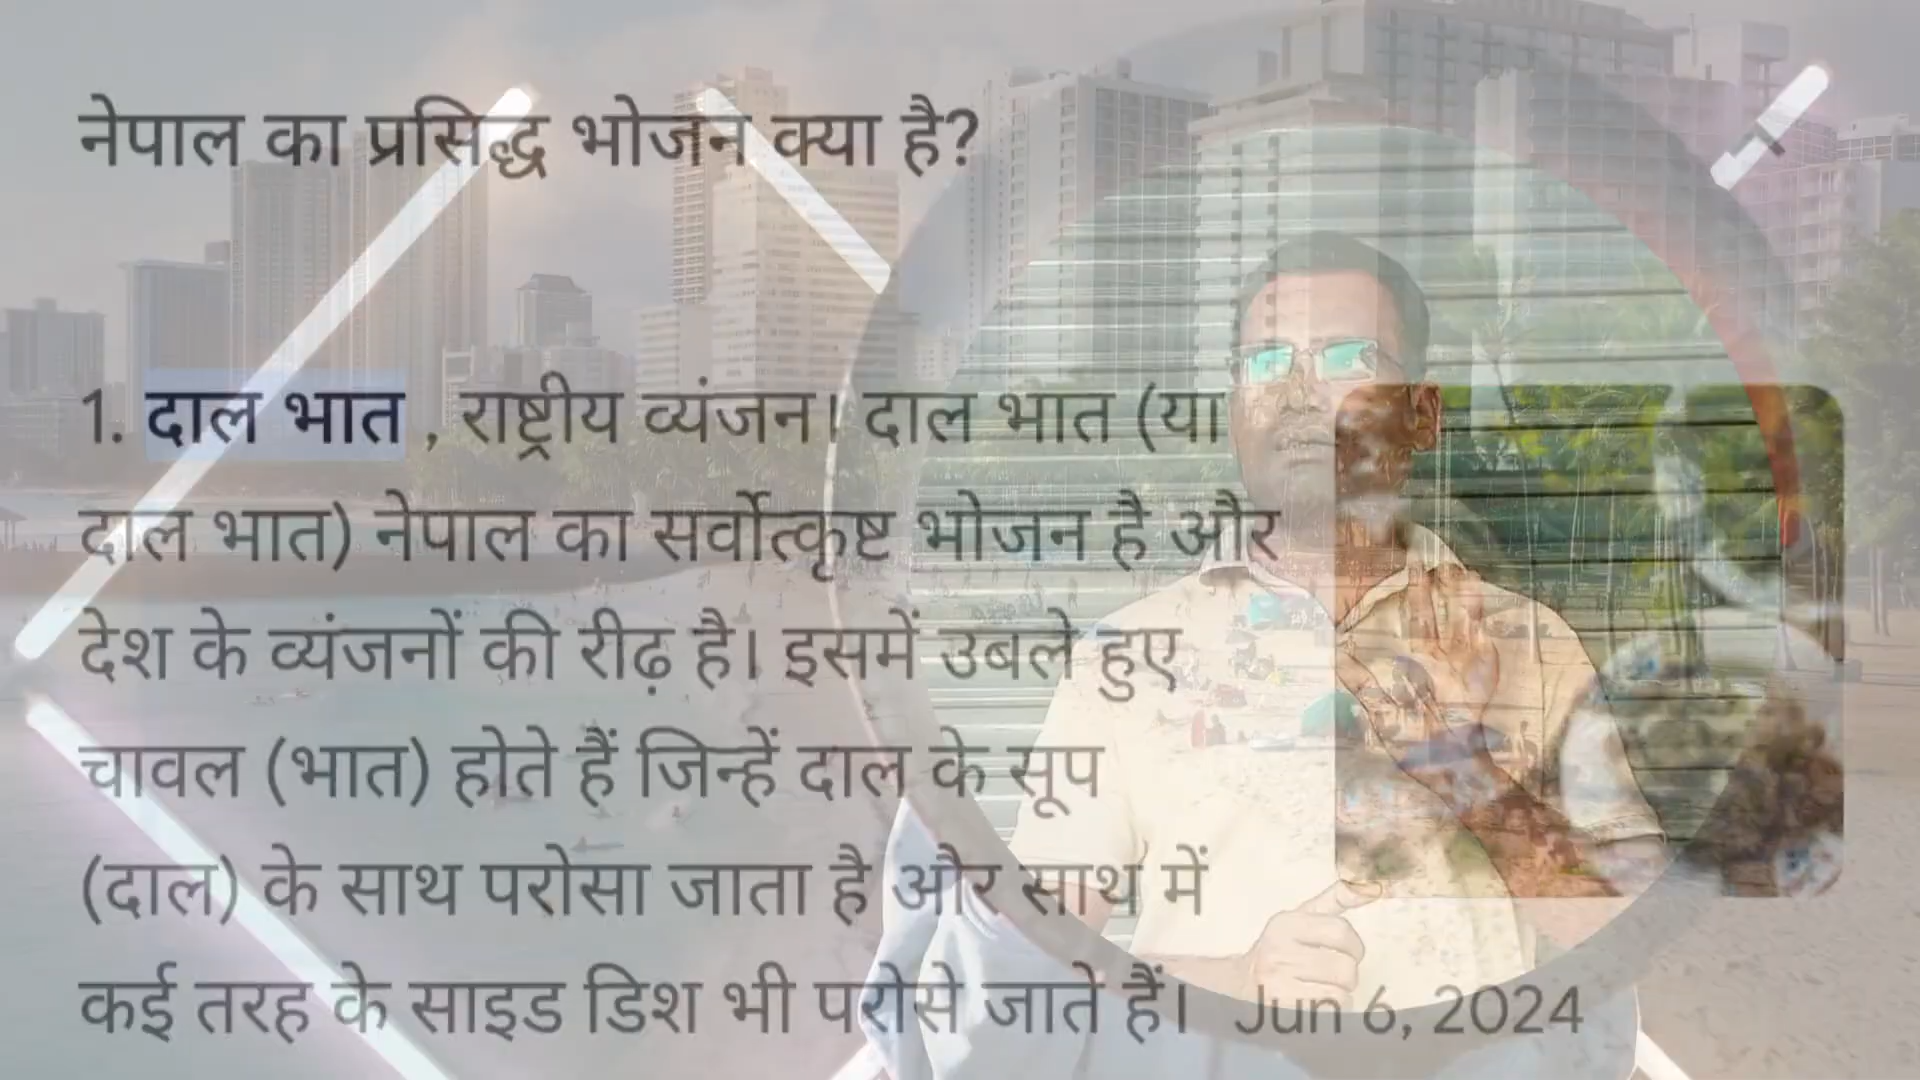 नेपाल का प्रसिद्ध भोजन क्या है?
1. दाल भात , राष्ट्रीय व्यंजन। दाल भात (या
दाल भात) नेपाल का सर्वोत्कृष्ट भोजन है और
देश के व्यंजनों की रीढ़ है। इसमें उबले हुए
चावल (भात) होते हैं जिन्हें दाल के सूप
(दाल) के साथ परोसा जाता है और साथ में
कई तरह के साइड डिश भी परोसे जाते हैं। Jun 6, 2024